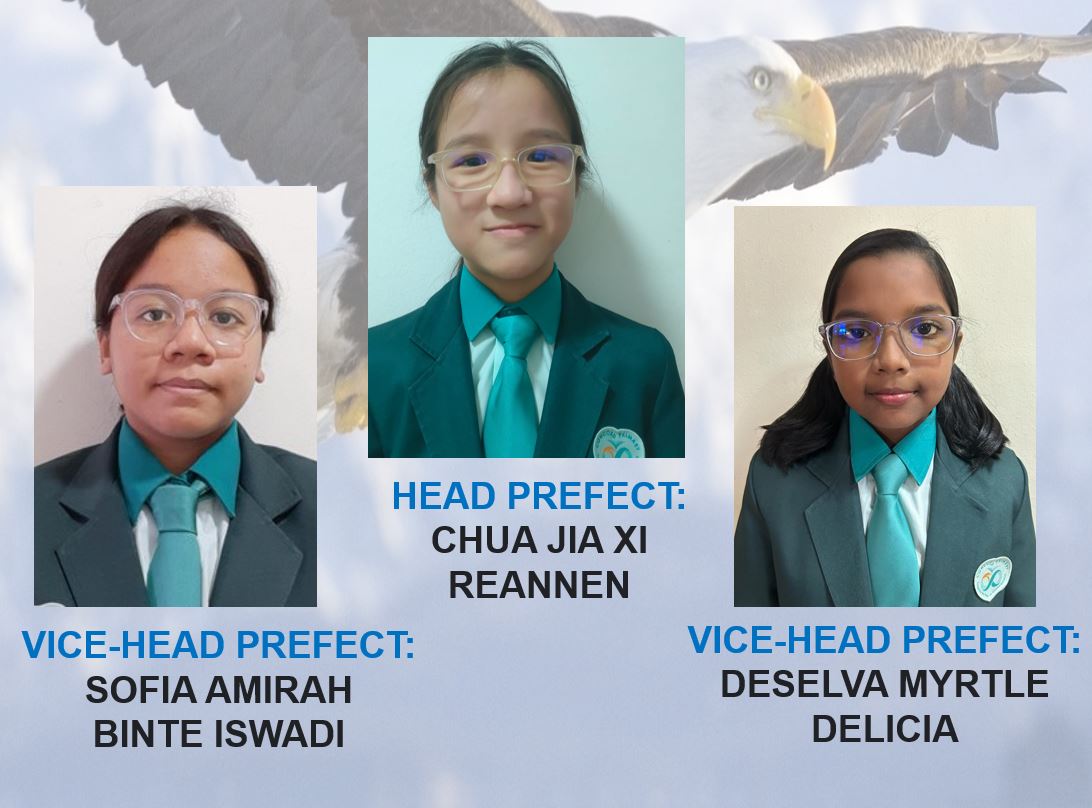 HEAD PREFECT:
CHUA JIA XI
REANNEN
VICE-HEAD PREFECT:
SOFIA AMIRAH
BINTE ISWADI
VICE-HEAD PREFECT:
DESELVA MYRTLE
DELICIA